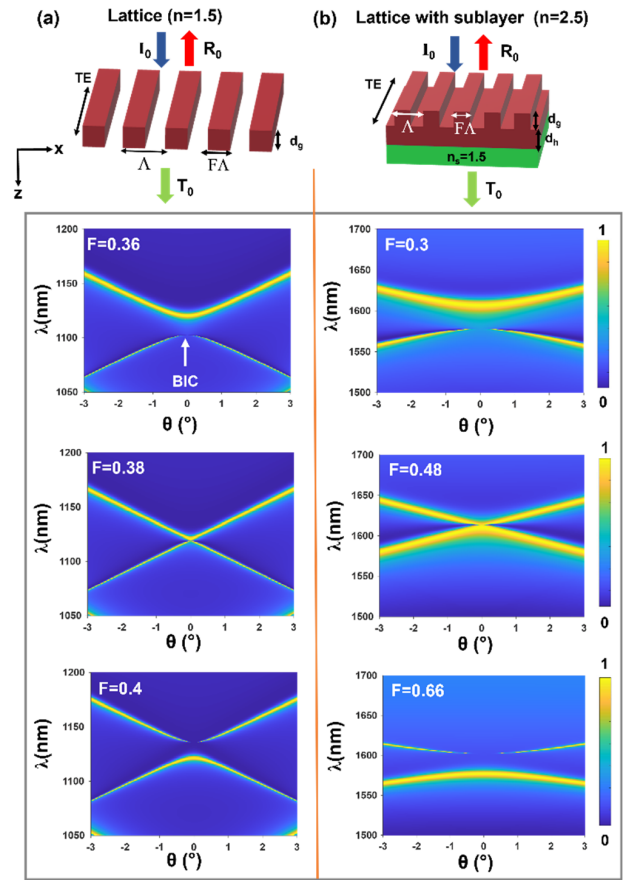 (a) Lattice (n=1.5)
I₀ R₀
TE
d_g
Λ FΛ
x
z
T₀
(b) Lattice with sublayer (n=2.5)
I₀ R₀
TE
Λ FΛ
d_g
d_h
nₛ=1.5
T₀
F=0.36
BIC
λ(nm)
1200
1150
1100
1050
-3 -2 -1 0 1 2 3
θ (°)
F=0.3
λ(nm)
1700
1650
1600
1550
1500
-3 -2 -1 0 1 2 3
θ (°)
1
0
F=0.38
λ(nm)
1200
1150
1100
1050
-3 -2 -1 0 1 2 3
θ (°)
F=0.48
λ(nm)
1700
1650
1600
1550
1500
-3 -2 -1 0 1 2 3
θ (°)
1
0
F=0.4
λ(nm)
1200
1150
1100
1050
-3 -2 -1 0 1 2 3
θ (°)
F=0.66
λ(nm)
1700
1650
1600
1550
1500
-3 -2 -1 0 1 2 3
θ (°)
1
0